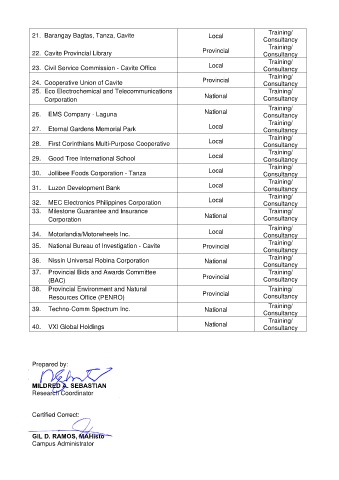 21. Barangay Bagtas, Tanza, Cavite Local Training/
Consultancy
22. Cavite Provincial Library Provincial Training/
Consultancy
23. Civil Service Commission - Cavite Office Local Training/
Consultancy
24. Cooperative Union of Cavite Provincial Training/
Consultancy
25. Eco Electrochemical and Telecommunications
Corporation National Training/
Consultancy
26. EMS Company - Laguna National Training/
Consultancy
27. Eternal Gardens Memorial Park Local Training/
Consultancy
28. First Corinthians Multi-Purpose Cooperative Local Training/
Consultancy
29. Good Tree International School Local Training/
Consultancy
30. Jollibee Foods Corporation - Tanza Local Training/
Consultancy
31. Luzon Development Bank Local Training/
Consultancy
32. MEC Electronics Philippines Corporation Local Training/
Consultancy
33. Milestone Guarantee and Insurance
Corporation National Training/
Consultancy
34. Motorlandia/Motorwheels Inc. Local Training/
Consultancy
35. National Bureau of Investigation - Cavite Provincial Training/
Consultancy
36. Nissin Universal Robina Corporation National Training/
Consultancy
37. Provincial Bids and Awards Committee
(BAC) Provincial Training/
Consultancy
38. Provincial Environment and Natural
Resources Office (PENRO) Provincial Training/
Consultancy
39. Techno-Comm Spectrum Inc. National Training/
Consultancy
40. VXI Global Holdings National Training/
Consultancy
Prepared by:
MILDRED A. SEBASTIAN
Research Coordinator
Certified Correct:
GIL D. RAMOS, MAHisto
Campus Administrator